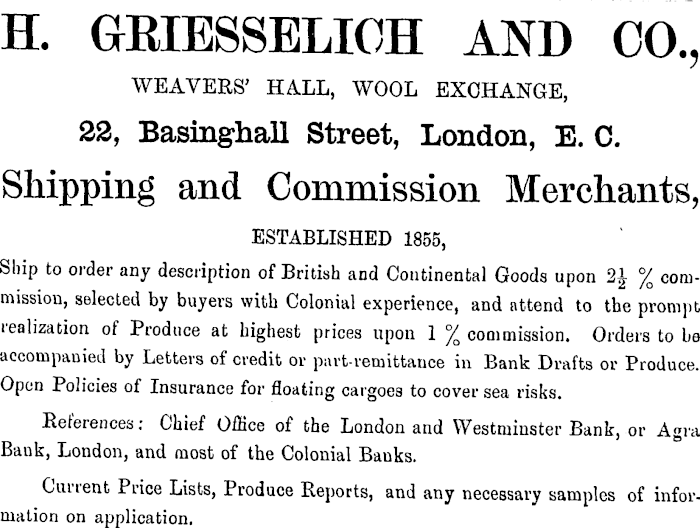 H. GRIESSELICH AND CO.,
WEAVERS' HALL, WOOL EXCHANGE,
22, Basinghall Street, London, E. C.
Shipping and Commission Merchants,
ESTABLISHED 1855,
Ship to order any description of British and Continental Goods upon 2½ % com-
mission, selected by buyers with Colonial experience, and attend to the prompt
realization of Produce at highest prices upon 1 % commission. Orders to be
accompanied by Letters of credit or part-remittance in Bank Drafts or Produce.
Open Policies of Insurance for floating cargoes to cover sea risks.
References: Chief Office of the London and Westminster Bank, or Agra
Bank, London, and most of the Colonial Banks.
Current Price Lists, Produce Reports, and any necessary samples of infor-
mation on application.